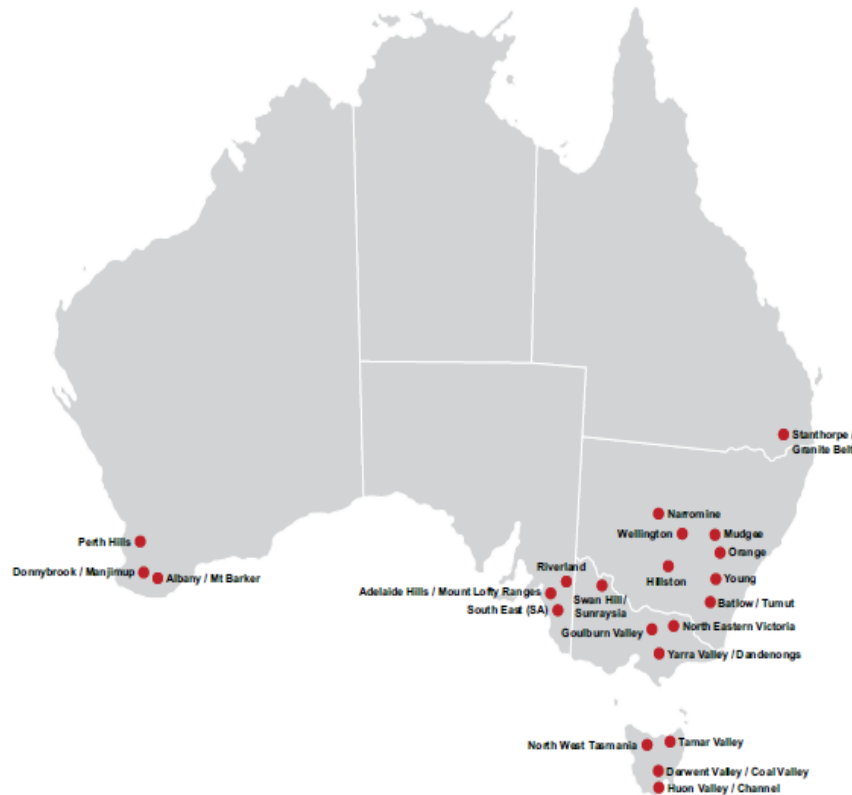 Stanthorpe /
Granite Belt
Narromine
Wellington
Mudgee
Orange
Perth Hills
Hillston
Young
Donnybrook / Manjimup
Albany / Mt Barker
Riverland
Adelaide Hills / Mount Lofty Ranges
Swan Hill /
Sunraysia
Batlow / Tumut
South East (SA)
Goulburn Valley
North Eastern Victoria
Yarra Valley / Dandenongs
North West Tasmania
Tamar Valley
Derwent Valley / Coal Valley
Huon Valley / Channel